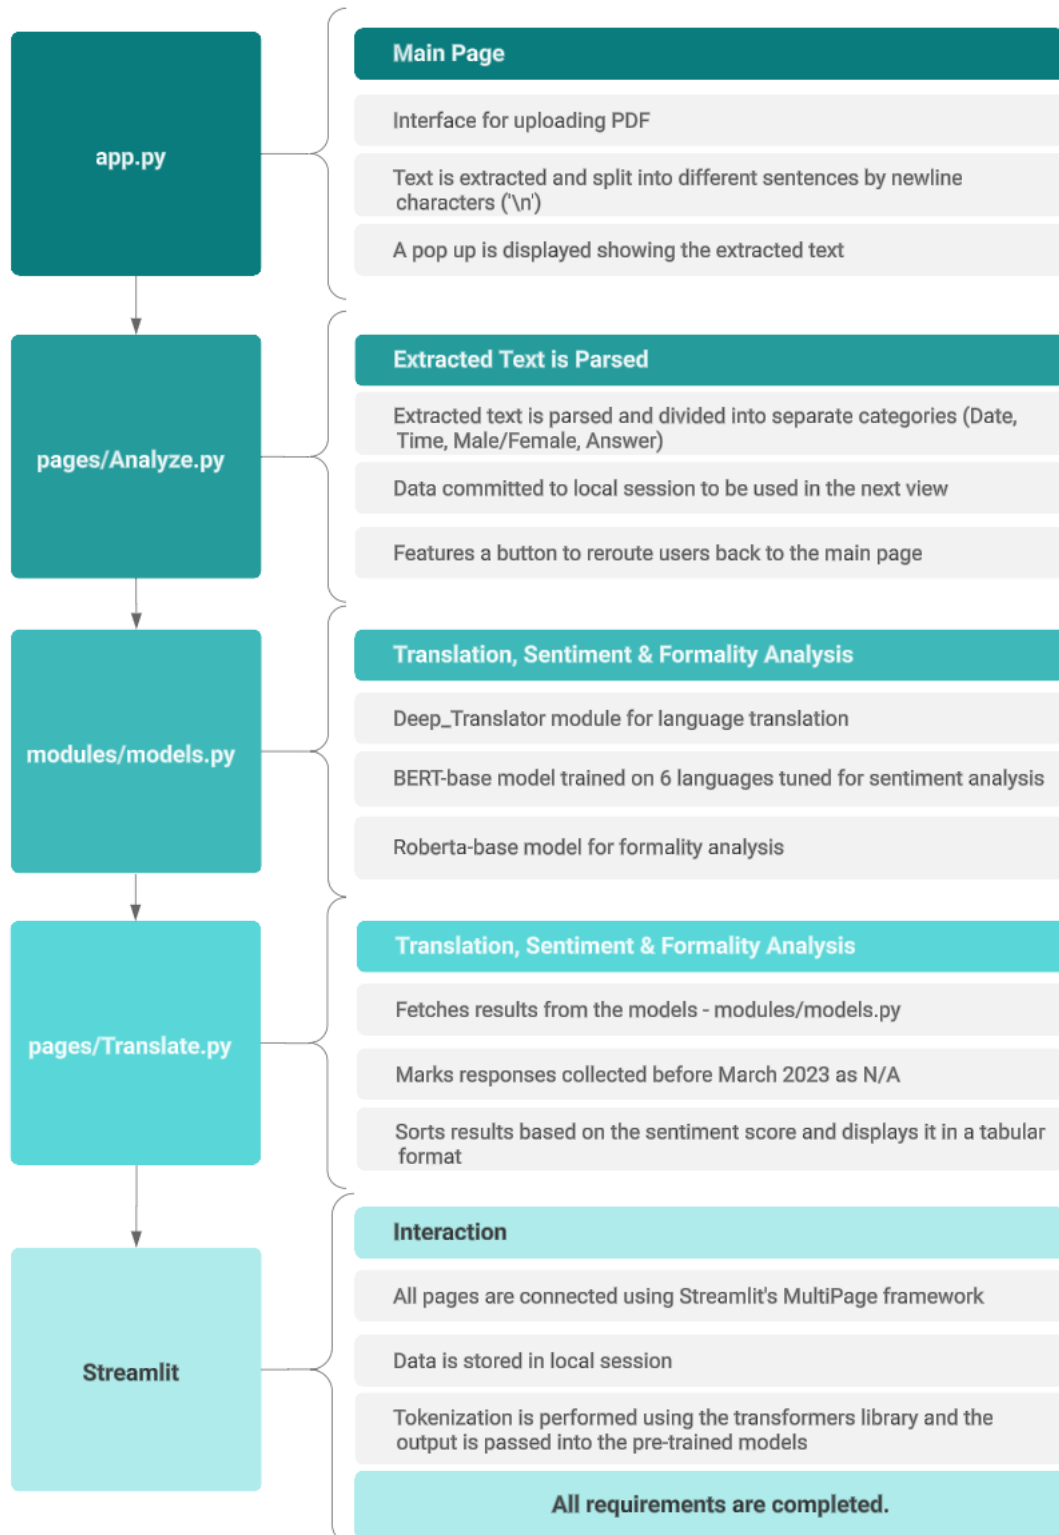 app.py
Main Page
Interface for uploading PDF
Text is extracted and split into different sentences by newline
characters ('\n')
A pop up is displayed showing the extracted text
pages/Analyze.py
Extracted Text is Parsed
Extracted text is parsed and divided into separate categories (Date,
Time, Male/Female, Answer)
Data committed to local session to be used in the next view
Features a button to reroute users back to the main page
modules/models.py
Translation, Sentiment & Formality Analysis
Deep_Translator module for language translation
BERT-base model trained on 6 languages tuned for sentiment analysis
Roberta-base model for formality analysis
pages/Translate.py
Translation, Sentiment & Formality Analysis
Fetches results from the models - modules/models.py
Marks responses collected before March 2023 as N/A
Sorts results based on the sentiment score and displays it in a tabular
format
Streamlit
Interaction
All pages are connected using Streamlit's MultiPage framework
Data is stored in local session
Tokenization is performed using the transformers library and the
output is passed into the pre-trained models
All requirements are completed.